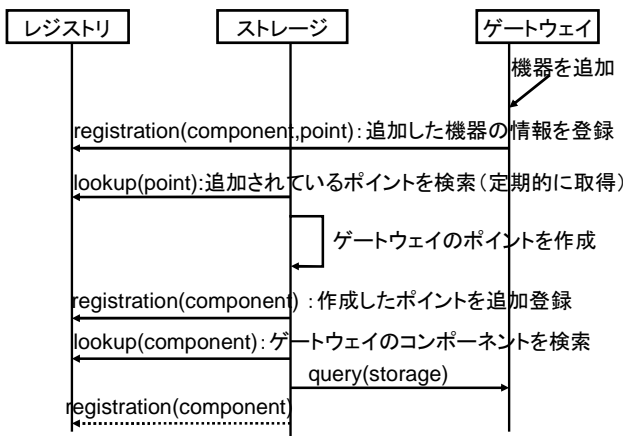 レジストリ
ストレージ
ゲートウェイ
機器を追加
registration(component,point):追加した機器の情報を登録
lookup(point):追加されているポイントを検索(定期的に取得)
ゲートウェイのポイントを作成
registration(component) :作成したポイントを追加登録
lookup(component):ゲートウェイのコンポーネントを検索
query(storage)
registration(component)